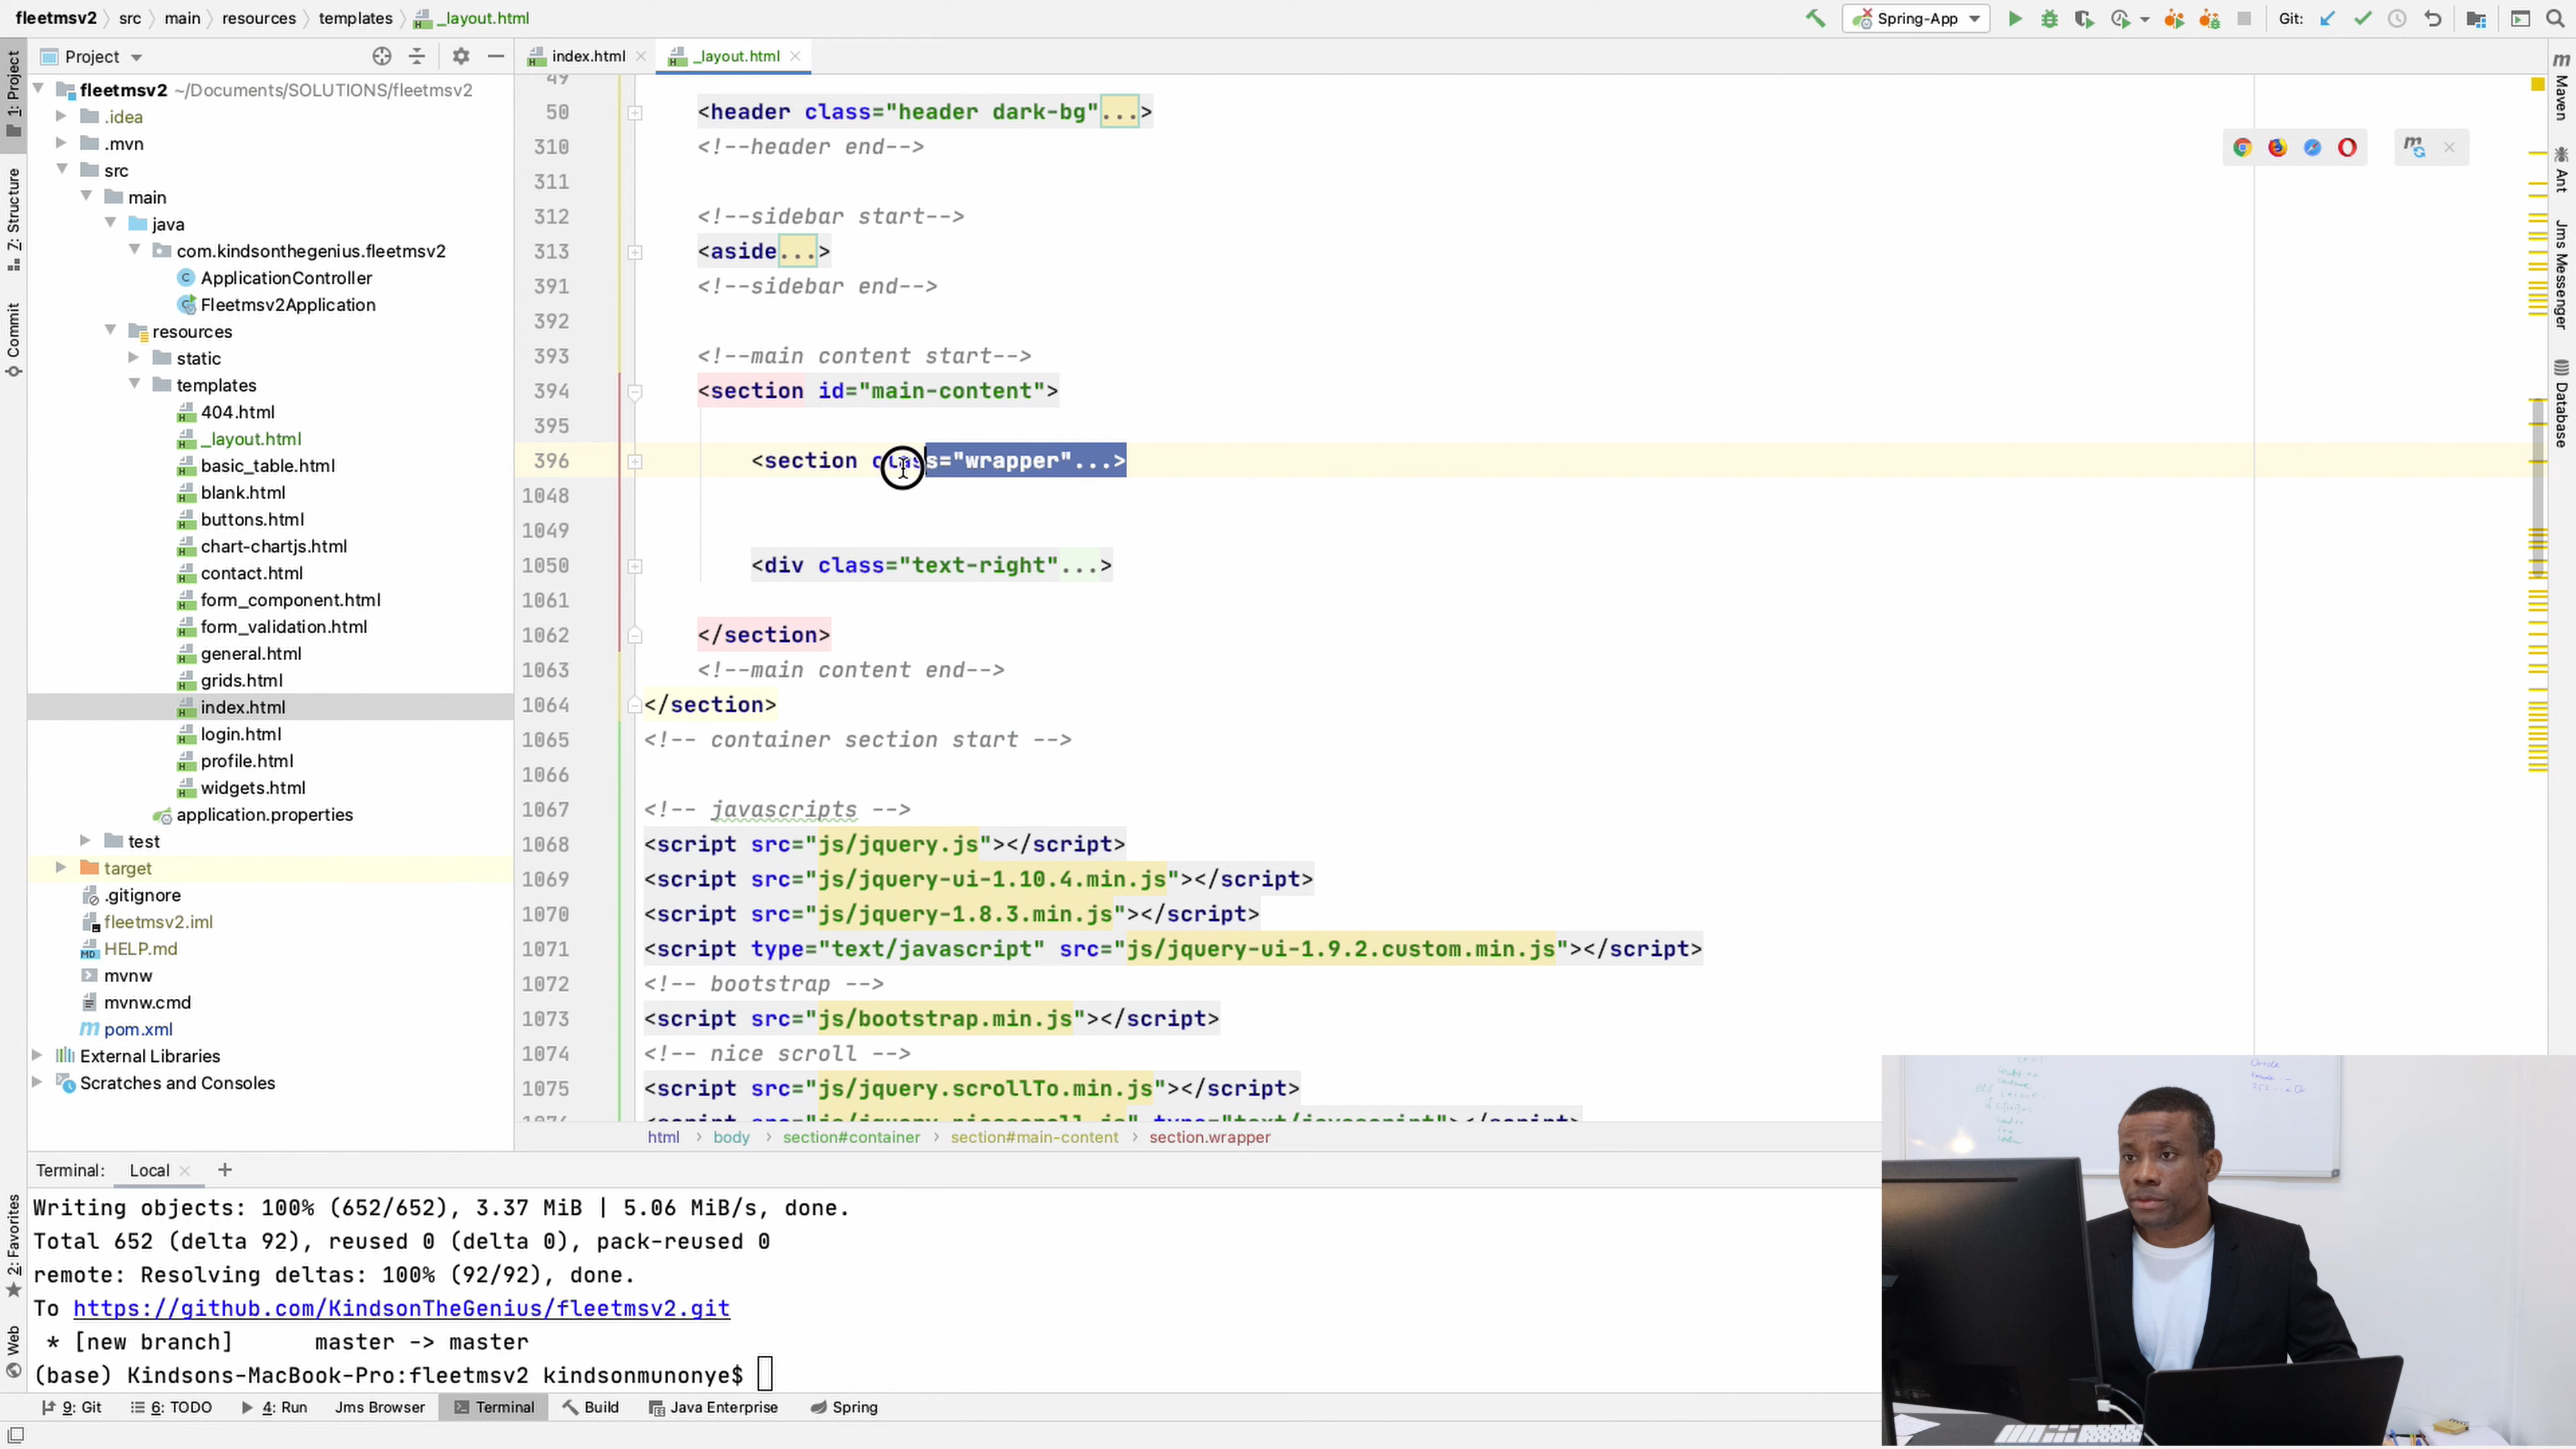 fleetmsv2 › src › main › resources › templates › _layout.html
Spring-App
Git:
Project
index.html
_layout.html
1: Project
Z: Structure
Commit
2: Favorites
Web
fleetmsv2 ~/Documents/SOLUTIONS/fleetmsv2
.idea
.mvn
src
main
java
com.kindsonthegenius.fleetmsv2
ApplicationController
Fleetmsv2Application
resources
static
templates
404.html
_layout.html
basic_table.html
blank.html
buttons.html
chart-chartjs.html
contact.html
form_component.html
form_validation.html
general.html
grids.html
index.html
login.html
profile.html
widgets.html
application.properties
test
target
.gitignore
fleetmsv2.iml
HELP.md
mvnw
mvnw.cmd
pom.xml
External Libraries
Scratches and Consoles
49
50 <header class="header dark-bg"...>
310 <!--header end-->
311
312 <!--sidebar start-->
313 <aside...>
391 <!--sidebar end-->
392
393 <!--main content start-->
394 <section id="main-content">
395
396 <section class="wrapper"...>
1048
1049
1050 <div class="text-right"...>
1061
1062 </section>
1063 <!--main content end-->
1064 </section>
1065 <!-- container section start -->
1066
1067 <!-- javascripts -->
1068 <script src="js/jquery.js"></script>
1069 <script src="js/jquery-ui-1.10.4.min.js"></script>
1070 <script src="js/jquery-1.8.3.min.js"></script>
1071 <script type="text/javascript" src="js/jquery-ui-1.9.2.custom.min.js"></script>
1072 <!-- bootstrap -->
1073 <script src="js/bootstrap.min.js"></script>
1074 <!-- nice scroll -->
1075 <script src="js/jquery.scrollTo.min.js"></script>
html › body › section#container › section#main-content › section.wrapper
Maven
Ant
Jms Messenger
Database
Terminal: Local +
Writing objects: 100% (652/652), 3.37 MiB | 5.06 MiB/s, done.
Total 652 (delta 92), reused 0 (delta 0), pack-reused 0
remote: Resolving deltas: 100% (92/92), done.
To https://github.com/KindsonTheGenius/fleetmsv2.git
* [new branch] master -> master
(base) Kindsons-MacBook-Pro:fleetmsv2 kindsonmunonye$
9: Git 6: TODO 4: Run Jms Browser Terminal Build Java Enterprise Spring